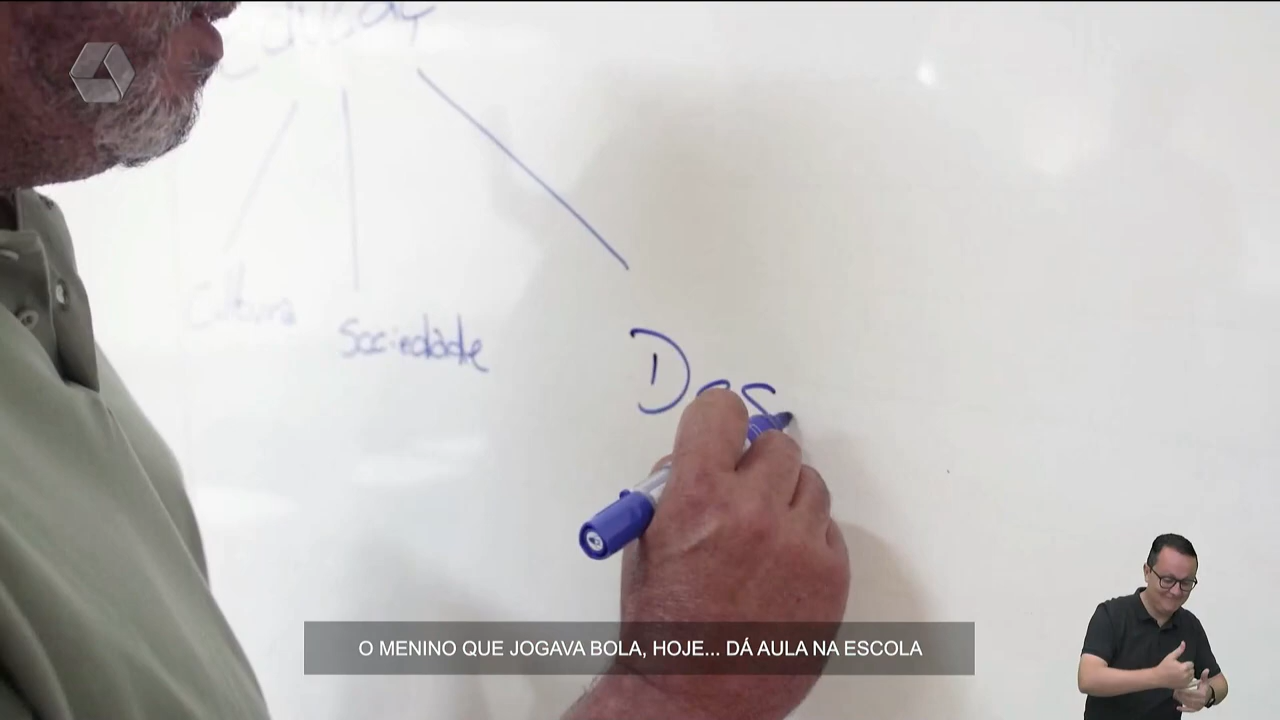 Cultura
Sociedade
Des
O MENINO QUE JOGAVA BOLA, HOJE... DÁ AULA NA ESCOLA